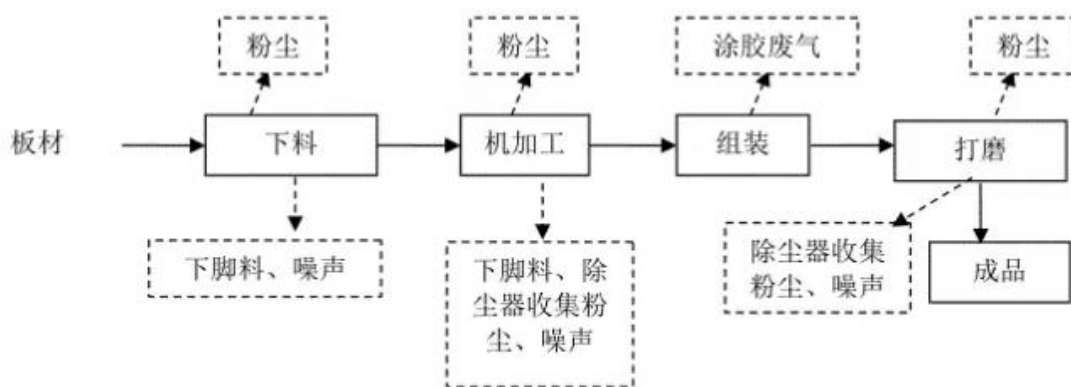 粉尘
粉尘
涂胶废气
粉尘
板材
下料
机加工
组装
打磨
下脚料、噪声
下脚料、除
尘器收集粉
尘、噪声
除尘器收集
粉尘、噪声
成品